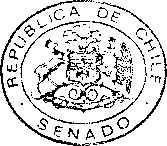 REPUBLICA DE CHILE
SENADO